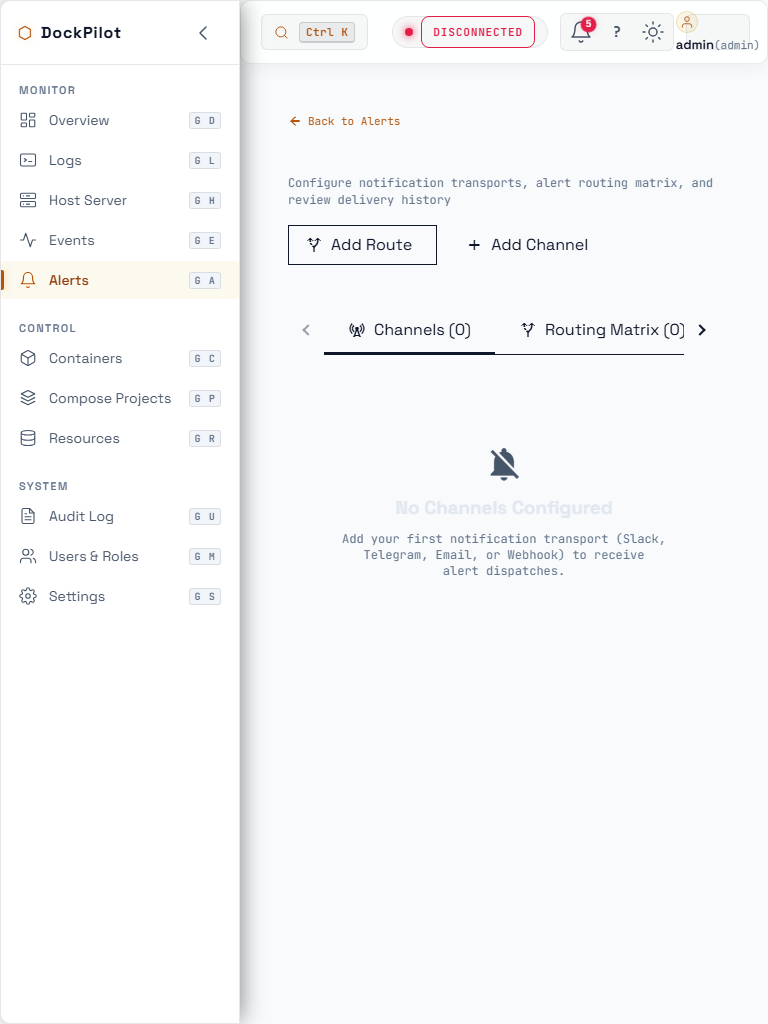 DockPilot
Ctrl K
DISCONNECTED
5
?
admin(admin)
MONITOR
Overview G D
Logs G L
Host Server G H
Events G E
Alerts G A
CONTROL
Containers G C
Compose Projects G P
Resources G R
SYSTEM
Audit Log G U
Users & Roles G M
Settings G S
Back to Alerts
Configure notification transports, alert routing matrix, and
review delivery history
Add Route
Add Channel
Channels (0)
Routing Matrix (0)
No Channels Configured
Add your first notification transport (Slack,
Telegram, Email, or Webhook) to receive
alert dispatches.